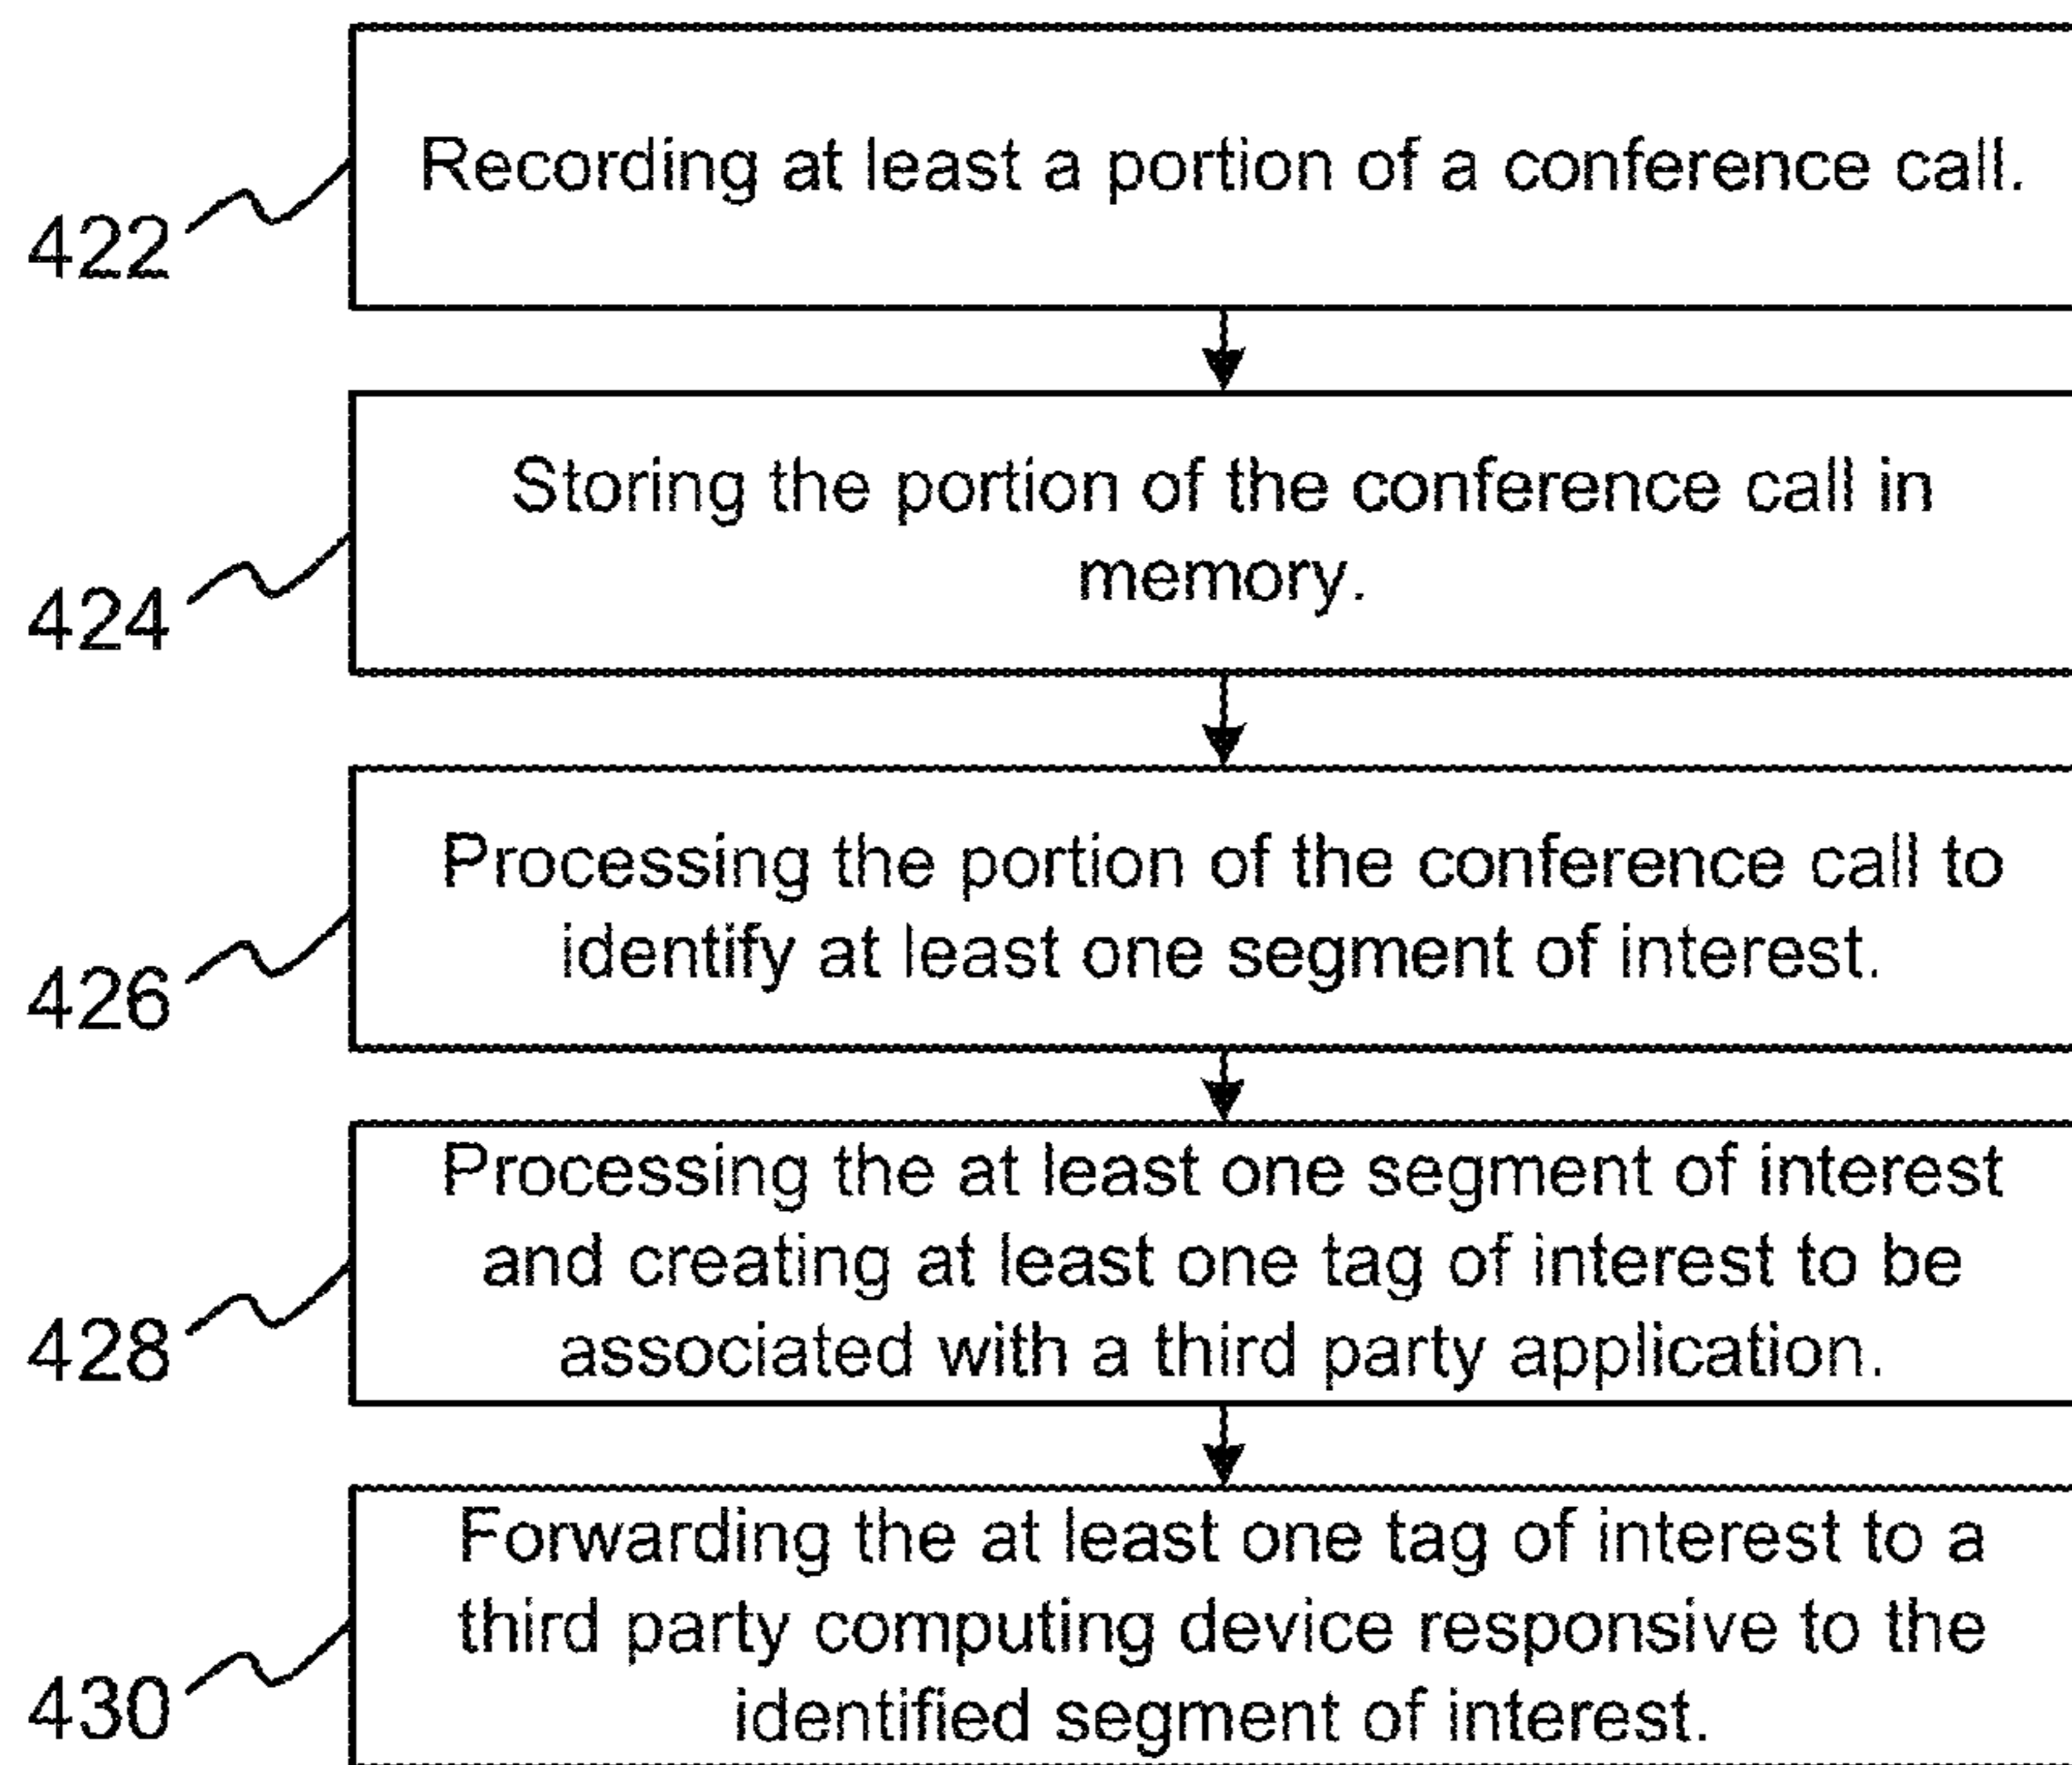 Recording at least a portion of a conference call.
422
Storing the portion of the conference call in
memory.
424
Processing the portion of the conference call to
identify at least one segment of interest.
426
Processing the at least one segment of interest
and creating at least one tag of interest to be
associated with a third party application.
428
Forwarding the at least one tag of interest to a
third party computing device responsive to the
identified segment of interest.
430